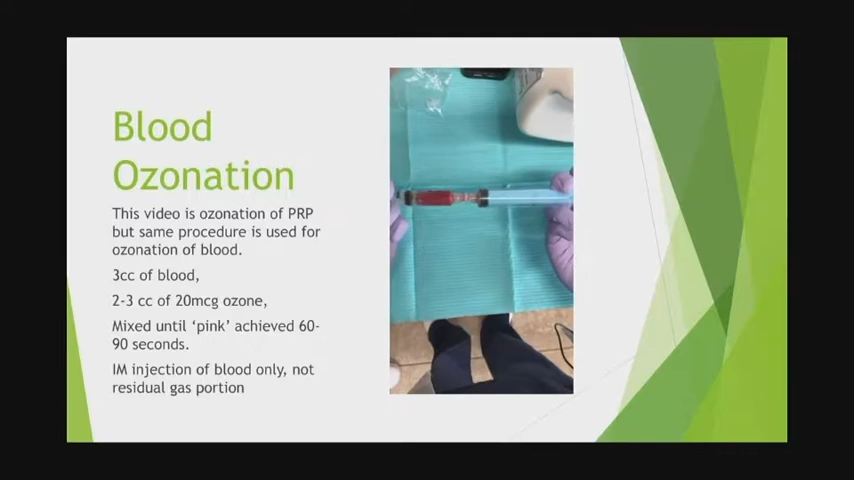 Blood
Ozonation
This video is ozonation of PRP
but same procedure is used for
ozonation of blood.
3cc of blood,
2-3 cc of 20mcg ozone,
Mixed until ‘pink’ achieved 60-
90 seconds.
IM injection of blood only, not
residual gas portion